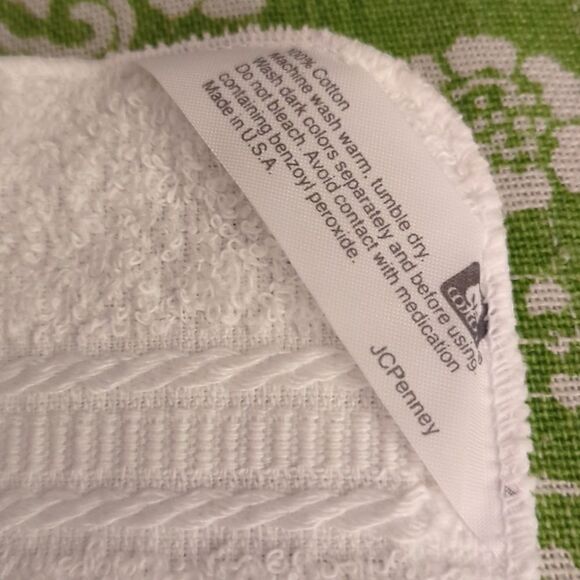 100% Cotton
Machine wash warm, tumble dry.
Wash dark colors separately and before using
Do not bleach. Avoid contact with medication
containing benzoyl peroxide.
Made in U.S.A.
JCPenney